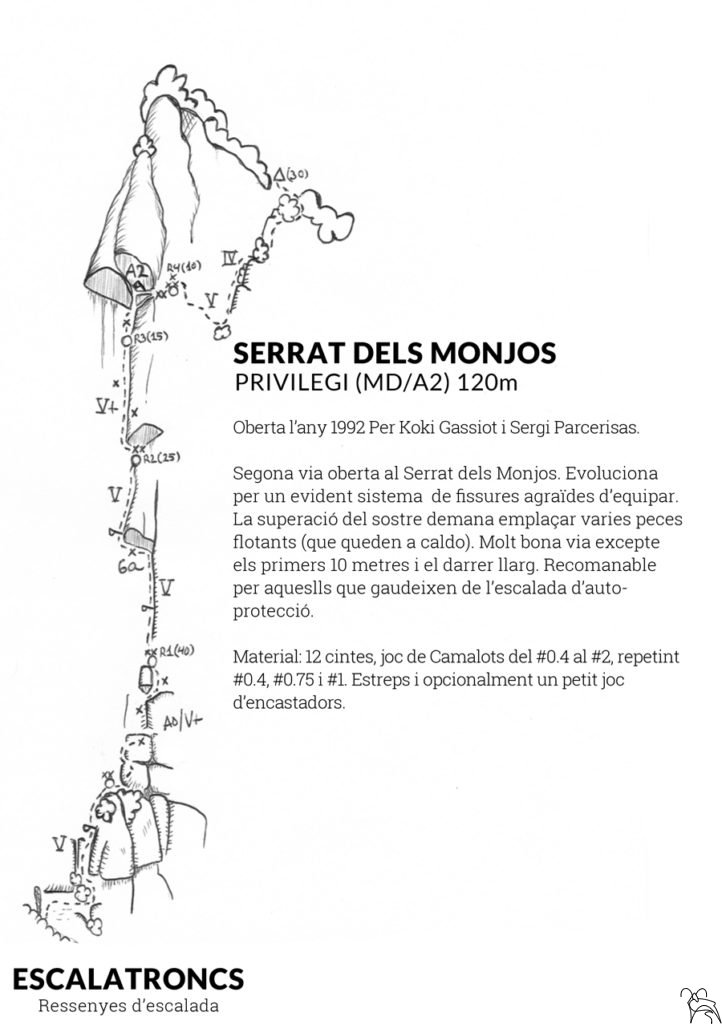 Δ(30)
IV
A2
R4(10)
V
R3(15)
V+
R2(25)
V
6a
V
R1(40)
A0/V+
V
SERRAT DELS MONJOS
PRIVILEGI (MD/A2) 120m
Oberta l’any 1992 Per Koki Gassiot i Sergi Parcerisas.
Segona via oberta al Serrat dels Monjos. Evoluciona
per un evident sistema de fissures agraïdes d’equipar.
La superació del sostre demana emplaçar varies peces
flotants (que queden a caldo). Molt bona via excepte
els primers 10 metres i el darrer llarg. Recomanable
per aqueslls que gaudeixen de l’escalada d’auto-
protecció.
Material: 12 cintes, joc de Camalots del #0.4 al #2, repetint
#0.4, #0.75 i #1. Estreps i opcionalment un petit joc
d’encastadors.
ESCALATRONCS
Ressenyes d’escalada